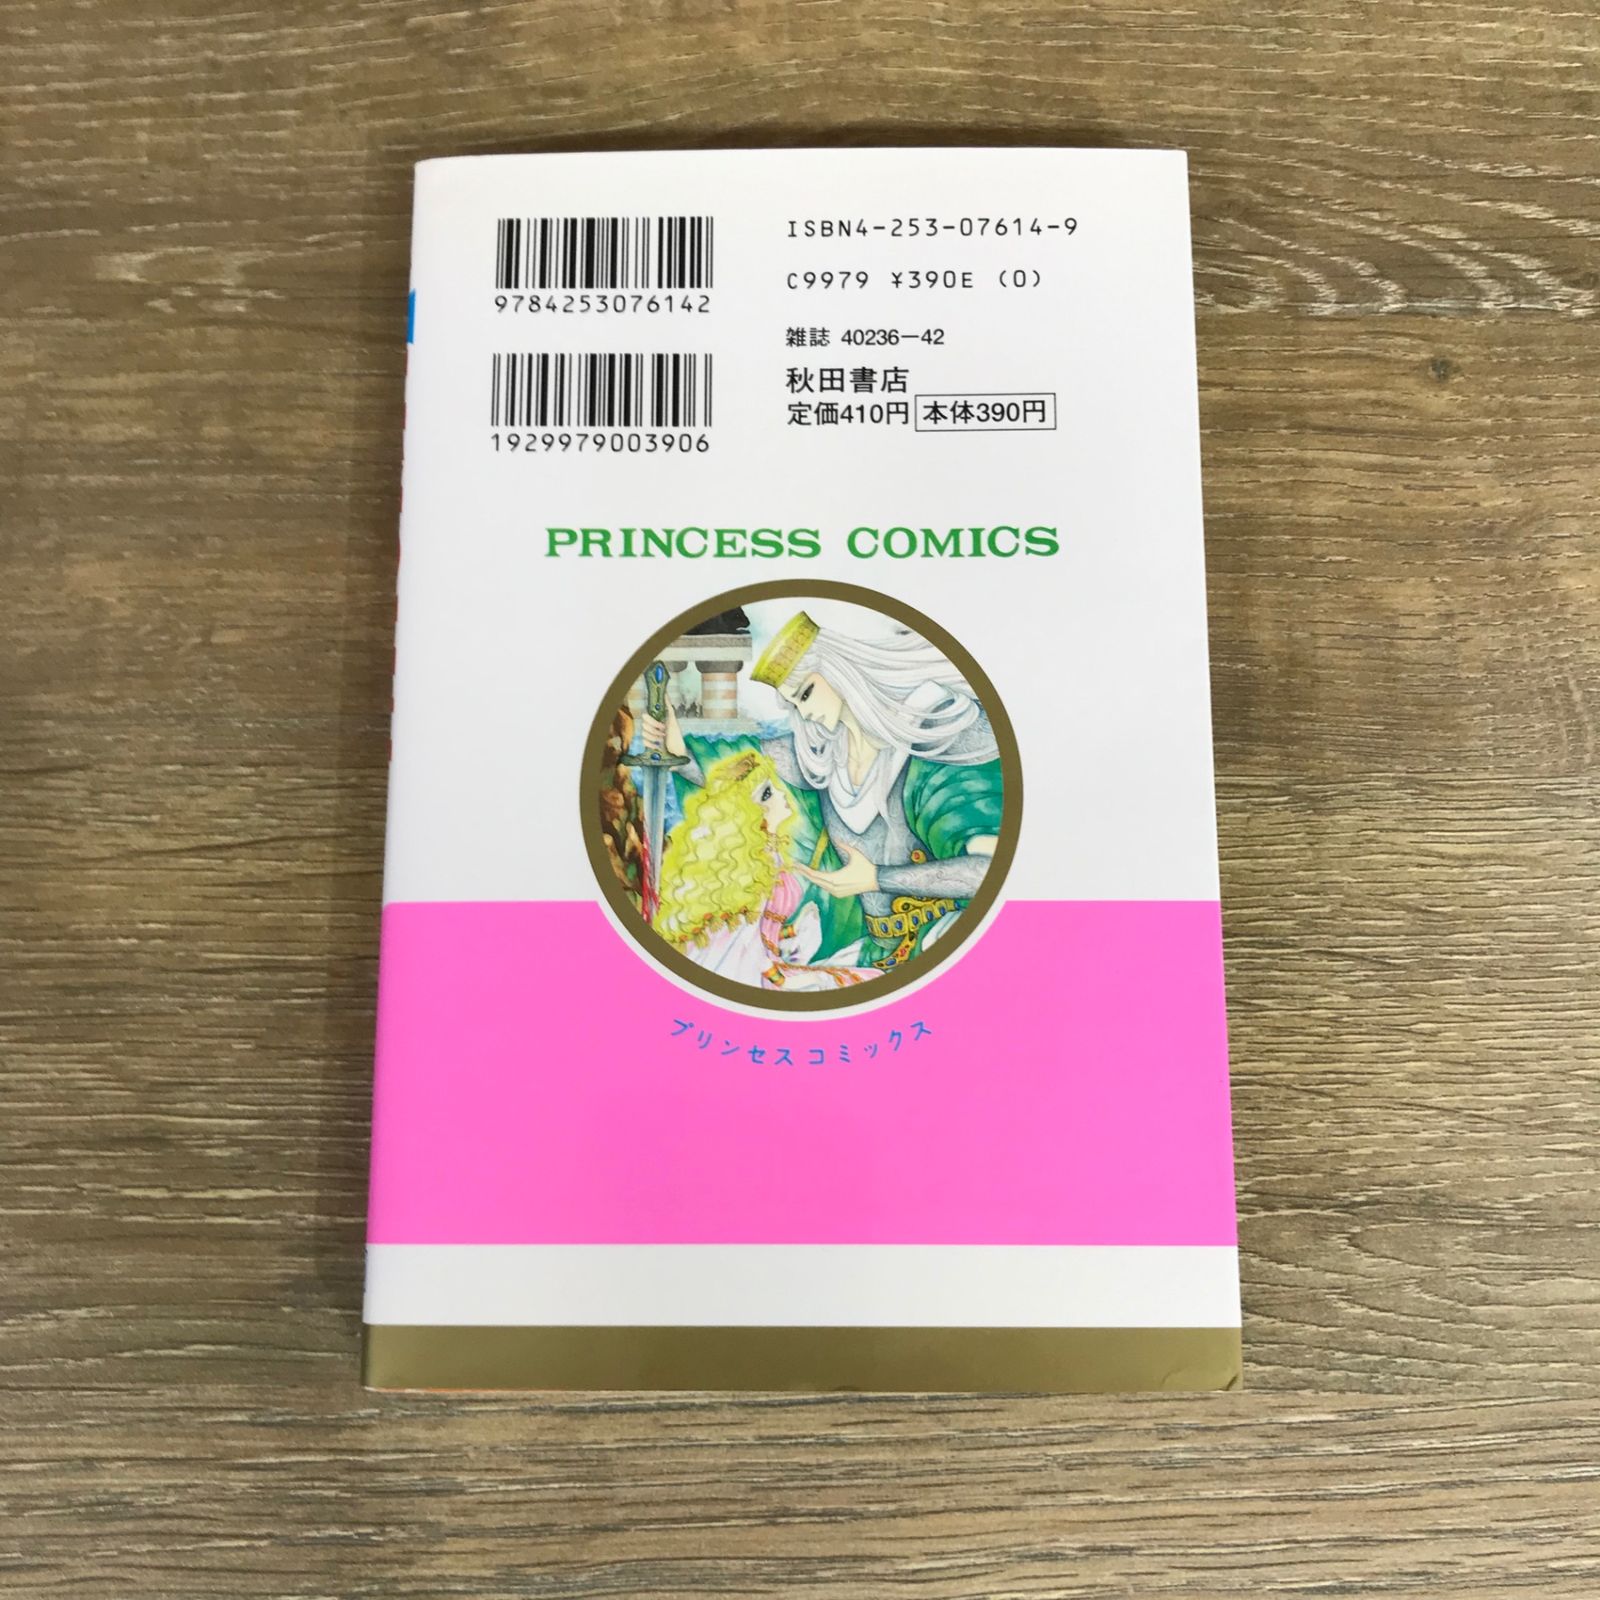 9784253076142
1929979003906
ISBN4-253-07614-9
C9979 ¥390E (0)
雑誌 40236-42
秋田書店
定価410円 本体390円
PRINCESS COMICS
プリンセスコミックス